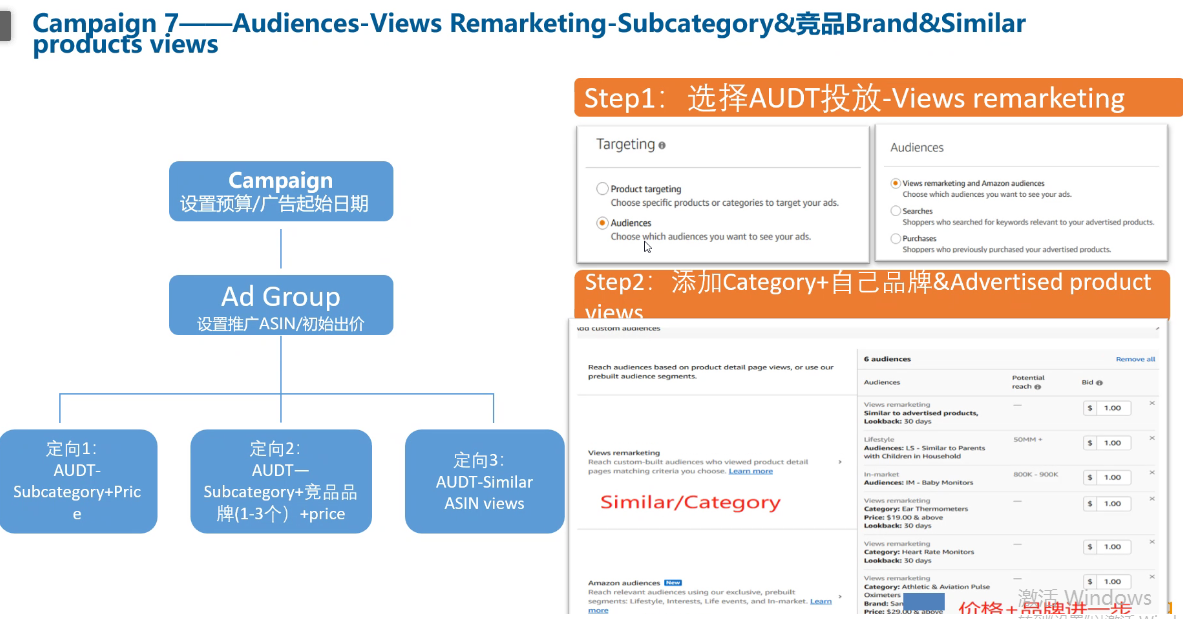 Campaign 7——Audiences-Views Remarketing-Subcategory&竞品Brand&Similar
products views
Campaign
设置预算/广告起始日期
Ad Group
设置推广ASIN/初始出价
定向1：
AUDT-
Subcategory+Pric
e
定向2：
AUDT—
Subcategory+竞品品
牌(1-3个）+price
定向3：
AUDT-Similar
ASIN views
Step1： 选择AUDT投放-Views remarketing
Targeting
Product targeting
Choose specific products or categories to target your ads.
Audiences
Choose which audiences you want to see your ads.
Audiences
Views remarketing and Amazon audiences
Choose which audiences you want to see your ads.
Searches
Shoppers who searched for keywords relevant to your advertised products.
Purchases
Shoppers who previously purchased your advertised products.
Step2： 添加Category+自己品牌&Advertised product
views
Add custom audiences
Reach audiences based on product detail page views, or use our
prebuilt audience segments.
Views remarketing
Reach custom-built audiences who viewed product detail
pages matching criteria you choose. Learn more
Similar/Category
Amazon audiences New
Reach relevant audiences using our exclusive, prebuilt
segments: Lifestyle, Interests, Life events, and In-market. Learn
more
6 audiences Remove all
Audiences Potential
reach Bid
Views remarketing — $ 1.00
Similar to advertised products,
Lookback: 30 days
Lifestyle 50MM + $ 1.00
Audiences: LS - Similar to Parents
with Children in Household
In-market 800K - 900K $ 1.00
Audiences: IM - Baby Monitors
Views remarketing — $ 1.00
Category: Ear Thermometers
Price: $19.00 & above
Lookback: 30 days
Views remarketing — $ 1.00
Category: Heart Rate Monitors
Lookback: 30 days
Views remarketing — $ 1.00
Category: Athletic & Aviation Pulse
Oximeters
Brand:
Price: $29.00 & above
价格+品牌进一步
激活 Windows